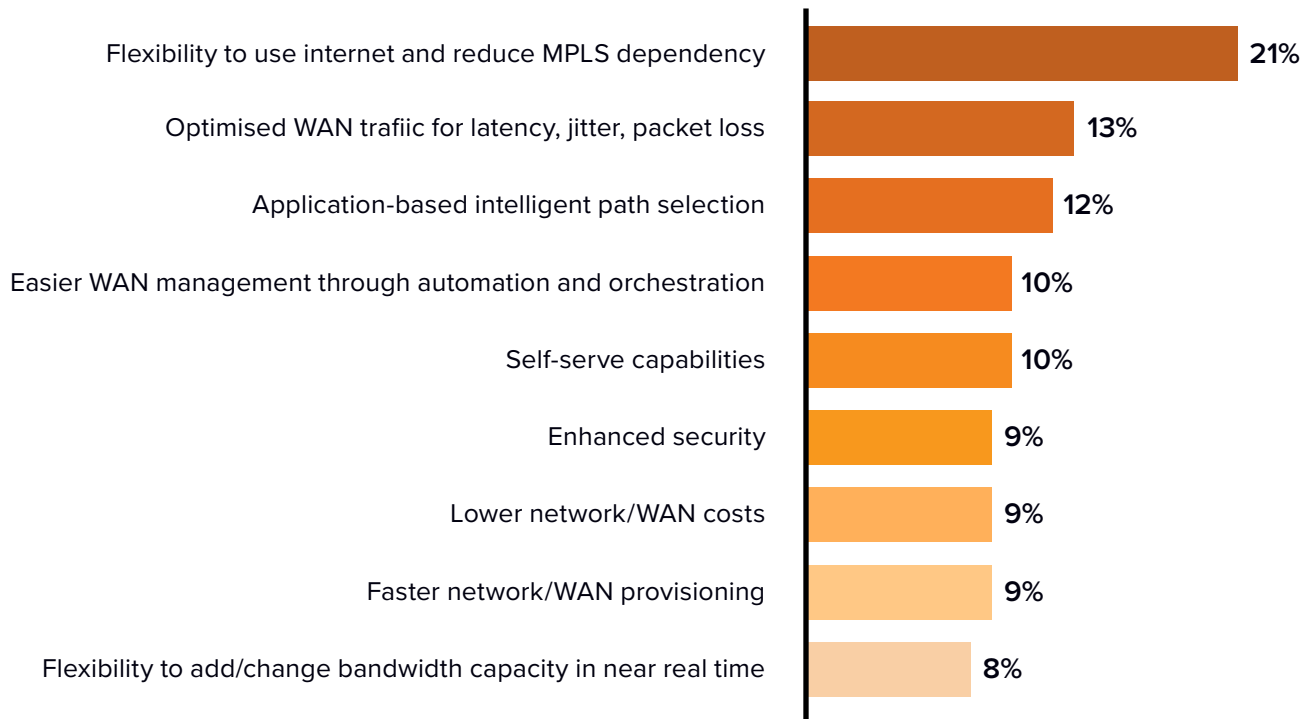 Flexibility to use internet and reduce MPLS dependency 21%
Optimised WAN trafiic for latency, jitter, packet loss 13%
Application-based intelligent path selection 12%
Easier WAN management through automation and orchestration 10%
Self-serve capabilities 10%
Enhanced security 9%
Lower network/WAN costs 9%
Faster network/WAN provisioning 9%
Flexibility to add/change bandwidth capacity in near real time 8%